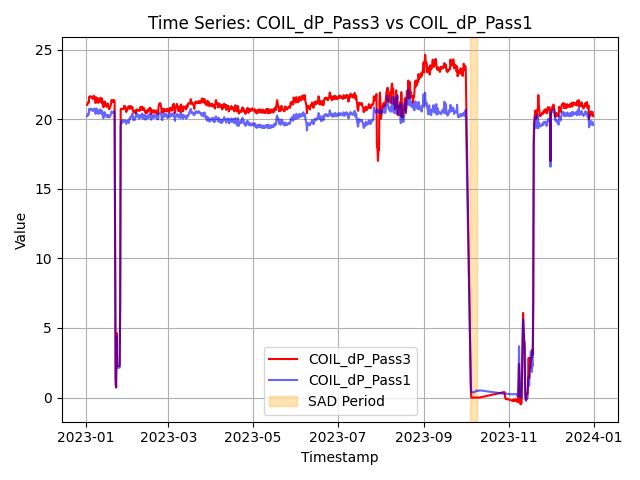 Time Series: COIL_dP_Pass3 vs COIL_dP_Pass1
Value
25
20
15
10
5
0
COIL_dP_Pass3
COIL_dP_Pass1
SAD Period
2023-01 2023-03 2023-05 2023-07 2023-09 2023-11 2024-01
Timestamp